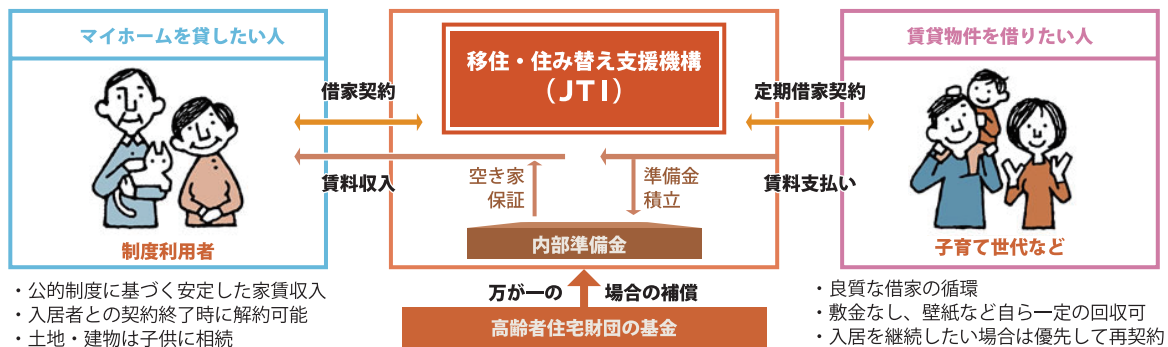 マイホームを貸したい人
制度利用者
・公的制度に基づく安定した家賃収入
・入居者との契約終了時に解約可能
・土地・建物は子供に相続
借家契約
賃料収入
移住・住み替え支援機構
（JTI）
空き家
保証
準備金
積立
内部準備金
万が一の 場合の補償
高齢者住宅財団の基金
定期借家契約
賃料支払い
賃貸物件を借りたい人
子育て世代など
・良質な借家の循環
・敷金なし、壁紙など自ら一定の回収可
・入居を継続したい場合は優先して再契約